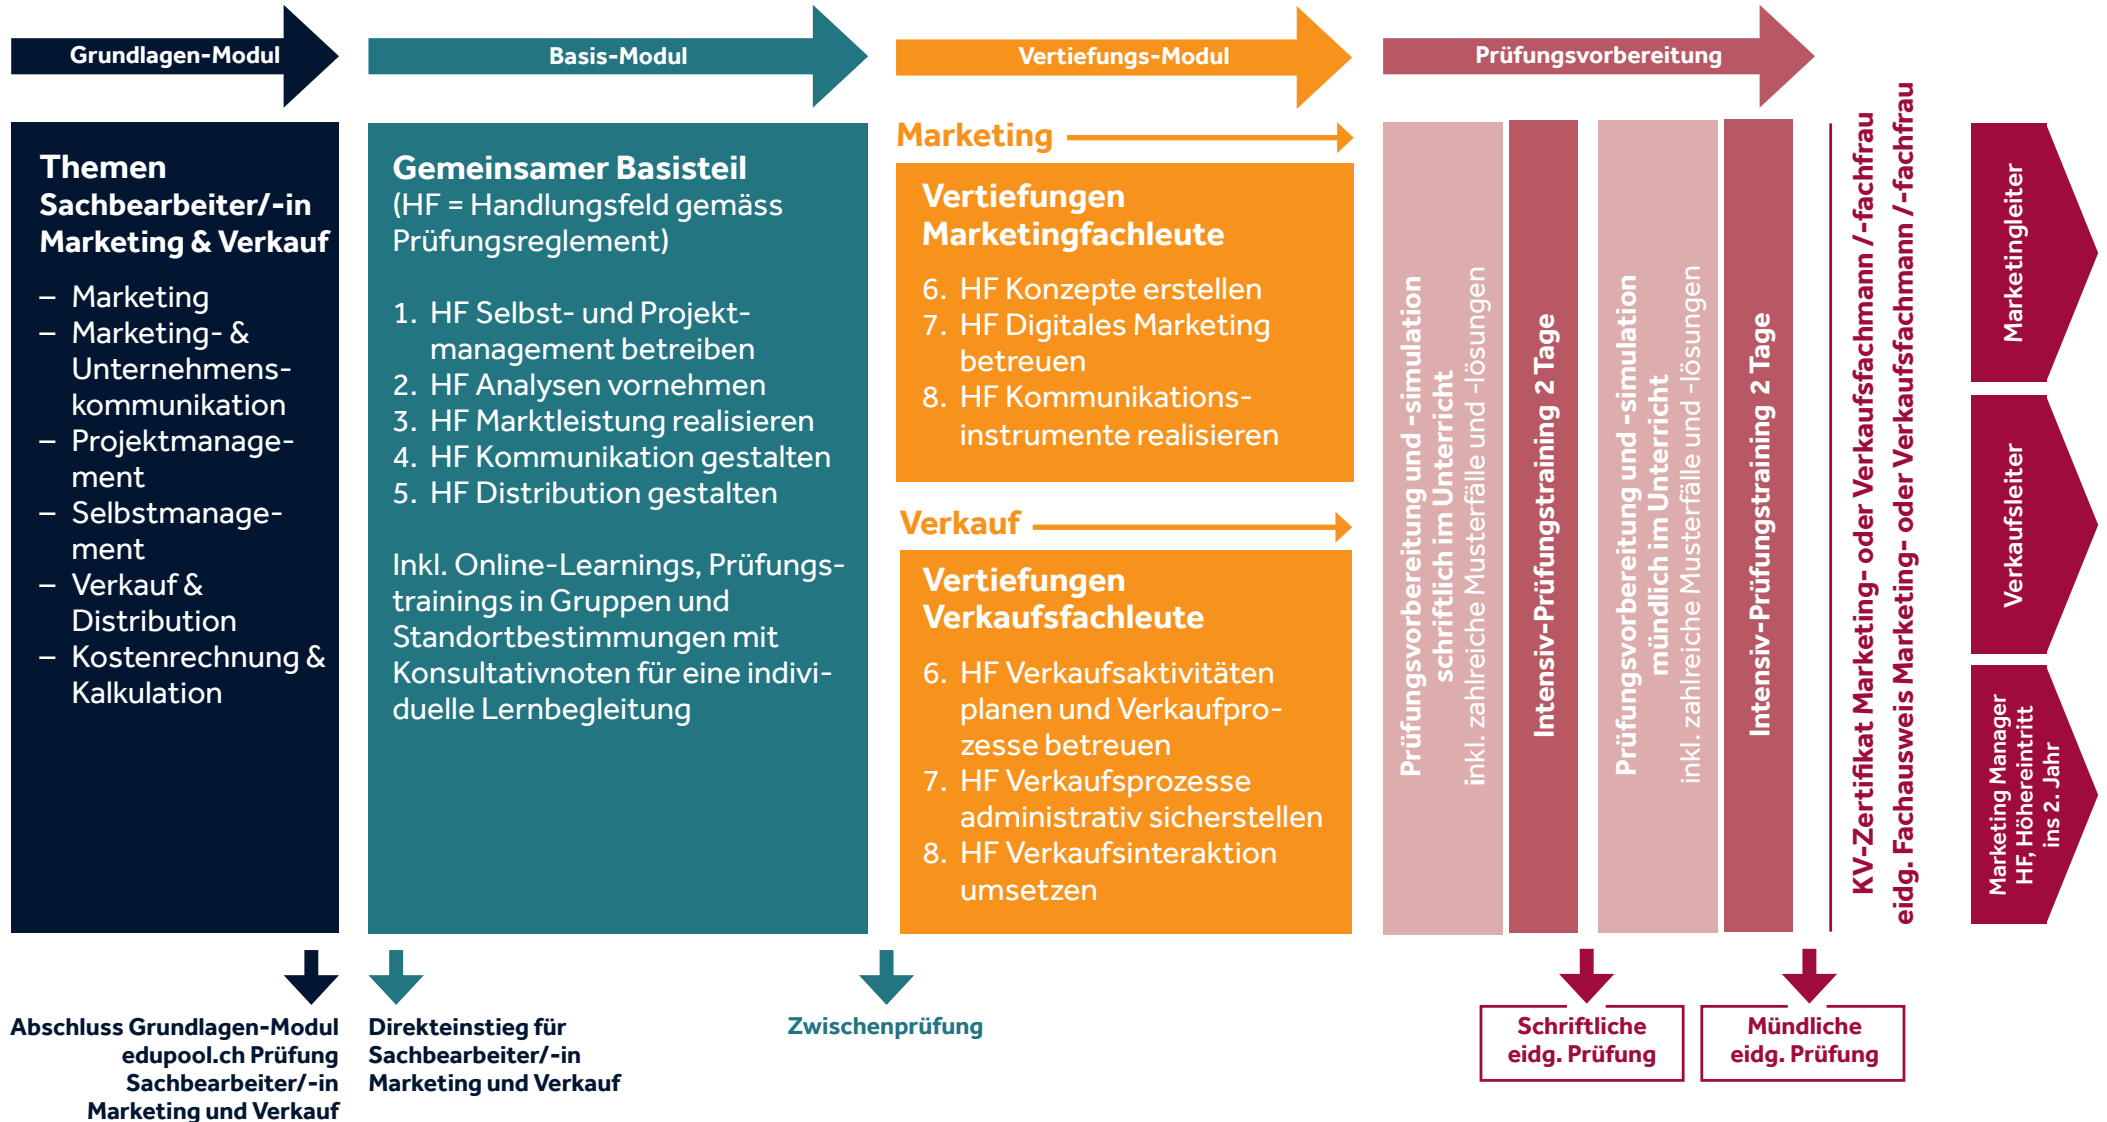 Grundlagen-Modul
Basis-Modul
Vertiefungs-Modul
Prüfungsvorbereitung
Themen
Sachbearbeiter/-in
Marketing & Verkauf
– Marketing
– Marketing- &
Unternehmens-
kommunikation
– Projektmanage-
ment
– Selbstmanage-
ment
– Verkauf &
Distribution
– Kostenrechnung &
Kalkulation
Gemeinsamer Basisteil
(HF = Handlungsfeld gemäss
Prüfungsreglement)
1. HF Selbst- und Projekt-
management betreiben
2. HF Analysen vornehmen
3. HF Marktleistung realisieren
4. HF Kommunikation gestalten
5. HF Distribution gestalten
Inkl. Online-Learnings, Prüfungs-
trainings in Gruppen und
Standortbestimmungen mit
Konsultativnoten für eine indivi-
duelle Lernbegleitung
Marketing
Vertiefungen
Marketingfachleute
6. HF Konzepte erstellen
7. HF Digitales Marketing
betreuen
8. HF Kommunikations-
instrumente realisieren
Verkauf
Vertiefungen
Verkaufsfachleute
6. HF Verkaufsaktivitäten
planen und Verkaufpro-
zesse betreuen
7. HF Verkaufsprozesse
administrativ sicherstellen
8. HF Verkaufsinteraktion
umsetzen
Prüfungsvorbereitung und -simulation
schriftlich im Unterricht
inkl. zahlreiche Musterfälle und -lösungen
Intensiv-Prüfungstraining 2 Tage
Prüfungsvorbereitung und -simulation
mündlich im Unterricht
inkl. zahlreiche Musterfälle und -lösungen
Intensiv-Prüfungstraining 2 Tage
KV-Zertifikat Marketing- oder Verkaufsfachmann /-fachfrau
eidg. Fachausweis Marketing- oder Verkaufsfachmann /-fachfrau
Marketingleiter
Verkaufsleiter
Marketing Manager
HF, Höhereintritt
ins 2. Jahr
Abschluss Grundlagen-Modul
edupool.ch Prüfung
Sachbearbeiter/-in
Marketing und Verkauf
Direkteinstieg für
Sachbearbeiter/-in
Marketing und Verkauf
Zwischenprüfung
Schriftliche
eidg. Prüfung
Mündliche
eidg. Prüfung